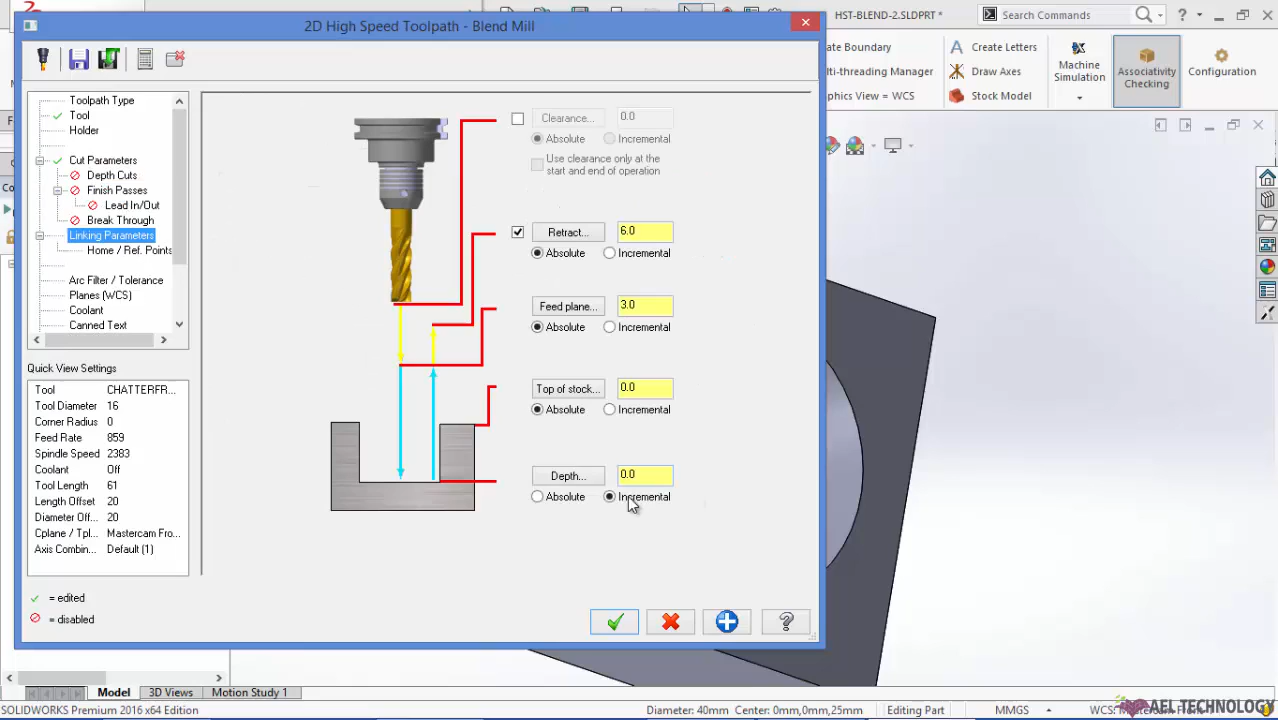 2D High Speed Toolpath - Blend Mill
HST-BLEND-2.SLDPRT *
Search Commands
Create Letters
Draw Axes
Stock Model
Machine
Simulation
Associativity
Checking
Configuration
Toolpath Type
Tool
Holder
Cut Parameters
Depth Cuts
Finish Passes
Lead In/Out
Break Through
Linking Parameters
Home / Ref. Points
Arc Filter / Tolerance
Planes (WCS)
Coolant
Canned Text
Quick View Settings
Tool CHATTERFR...
Tool Diameter 16
Corner Radius 0
Feed Rate 859
Spindle Speed 2383
Coolant Off
Tool Length 61
Length Offset 20
Diameter Off... 20
Cplane / Tpl... Mastercam Fro...
Axis Combin... Default (1)
= edited
= disabled
Clearance... 0.0
Absolute Incremental
Use clearance only at the
start and end of operation
Retract... 6.0
Absolute Incremental
Feed plane... 3.0
Absolute Incremental
Top of stock... 0.0
Absolute Incremental
Depth... 0.0
Absolute Incremental
Model 3D Views Motion Study 1
SOLIDWORKS Premium 2016 x64 Edition
Diameter: 40mm Center: 0mm,0mm,25mm
Editing Part
MMGS
WCS:
AEL TECHNOLOGY